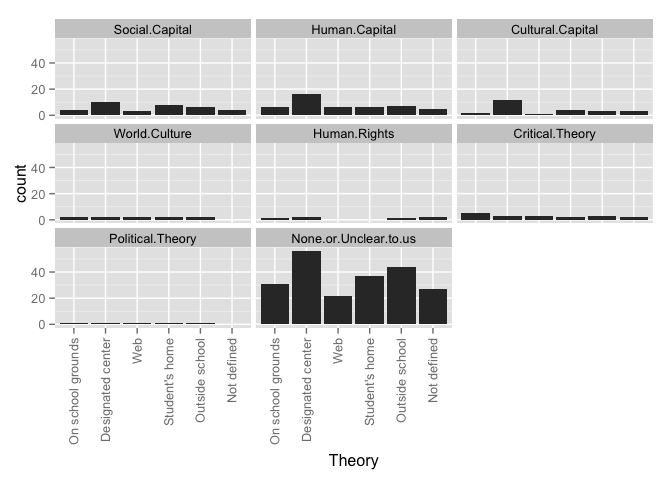 Social.Capital Human.Capital Cultural.Capital
40
20
0
World.Culture Human.Rights Critical.Theory
40
20
0
Political.Theory None.or.Unclear.to.us
40
20
0
count
On school grounds Designated center Web Student's home Outside school Not defined On school grounds Designated center Web Student's home Outside school Not defined
Theory